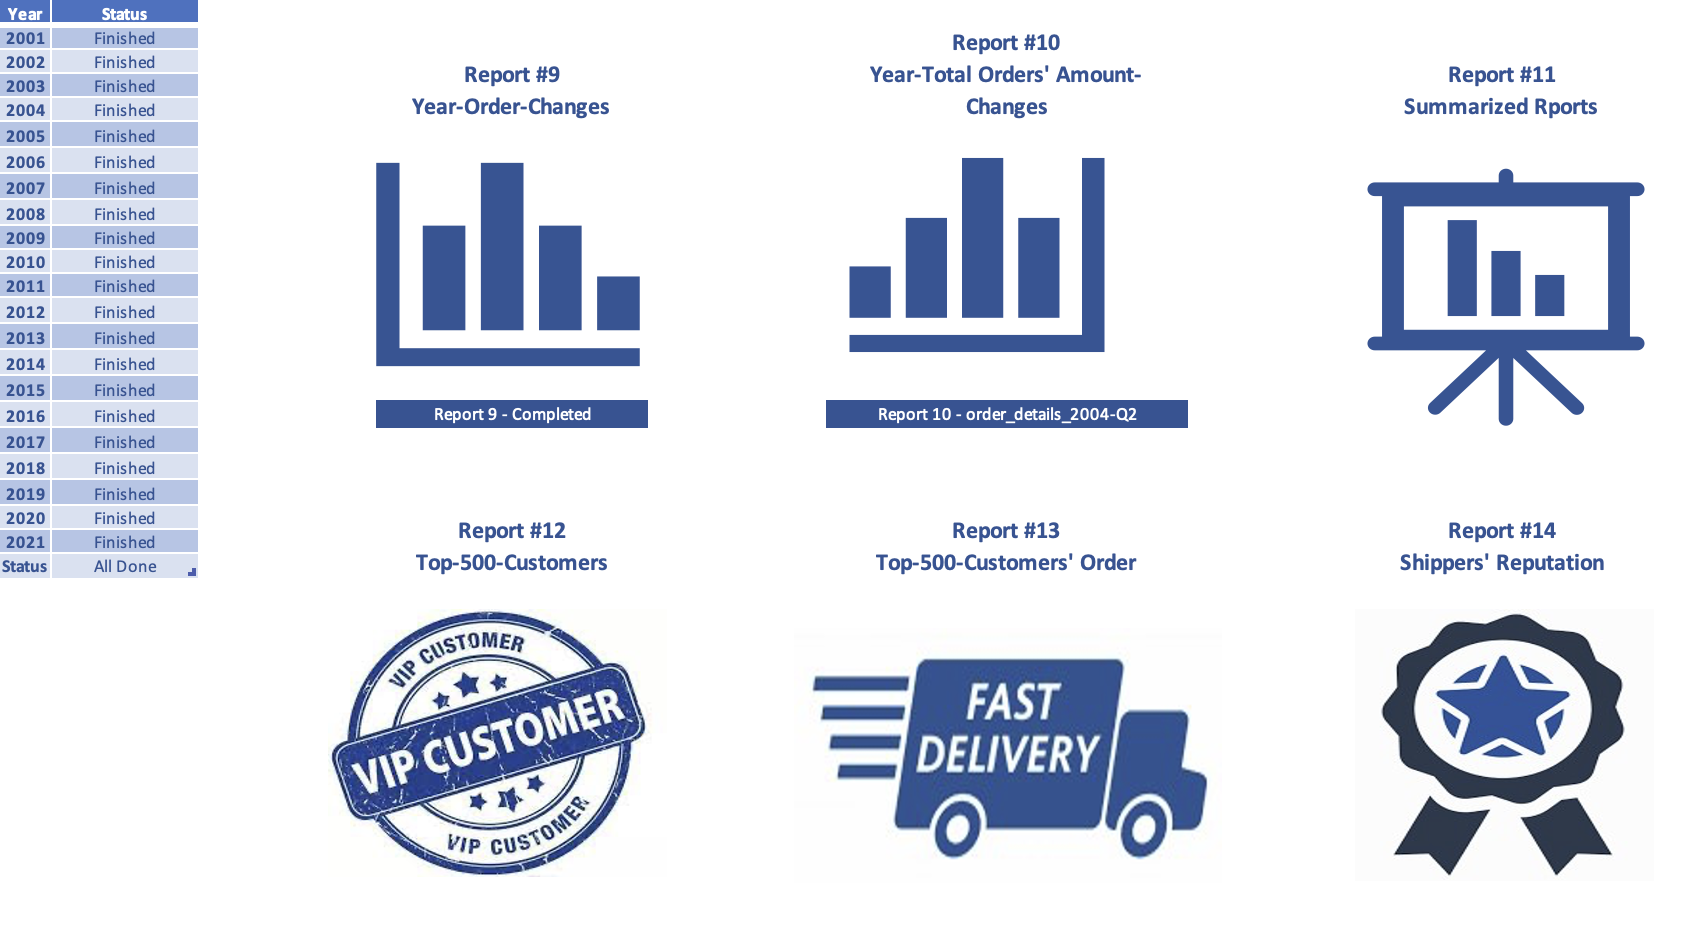 Year Status
2001 Finished
2002 Finished
2003 Finished
2004 Finished
2005 Finished
2006 Finished
2007 Finished
2008 Finished
2009 Finished
2010 Finished
2011 Finished
2012 Finished
2013 Finished
2014 Finished
2015 Finished
2016 Finished
2017 Finished
2018 Finished
2019 Finished
2020 Finished
2021 Finished
Status All Done
Report #9
Year-Order-Changes
Report 9 - Completed
Report #10
Year-Total Orders' Amount-
Changes
Report 10 - order_details_2004-Q2
Report #11
Summarized Rports
Report #12
Top-500-Customers
VIP CUSTOMER
VIP CUSTOMER
VIP CUSTOMER
Report #13
Top-500-Customers' Order
FAST
DELIVERY
Report #14
Shippers' Reputation